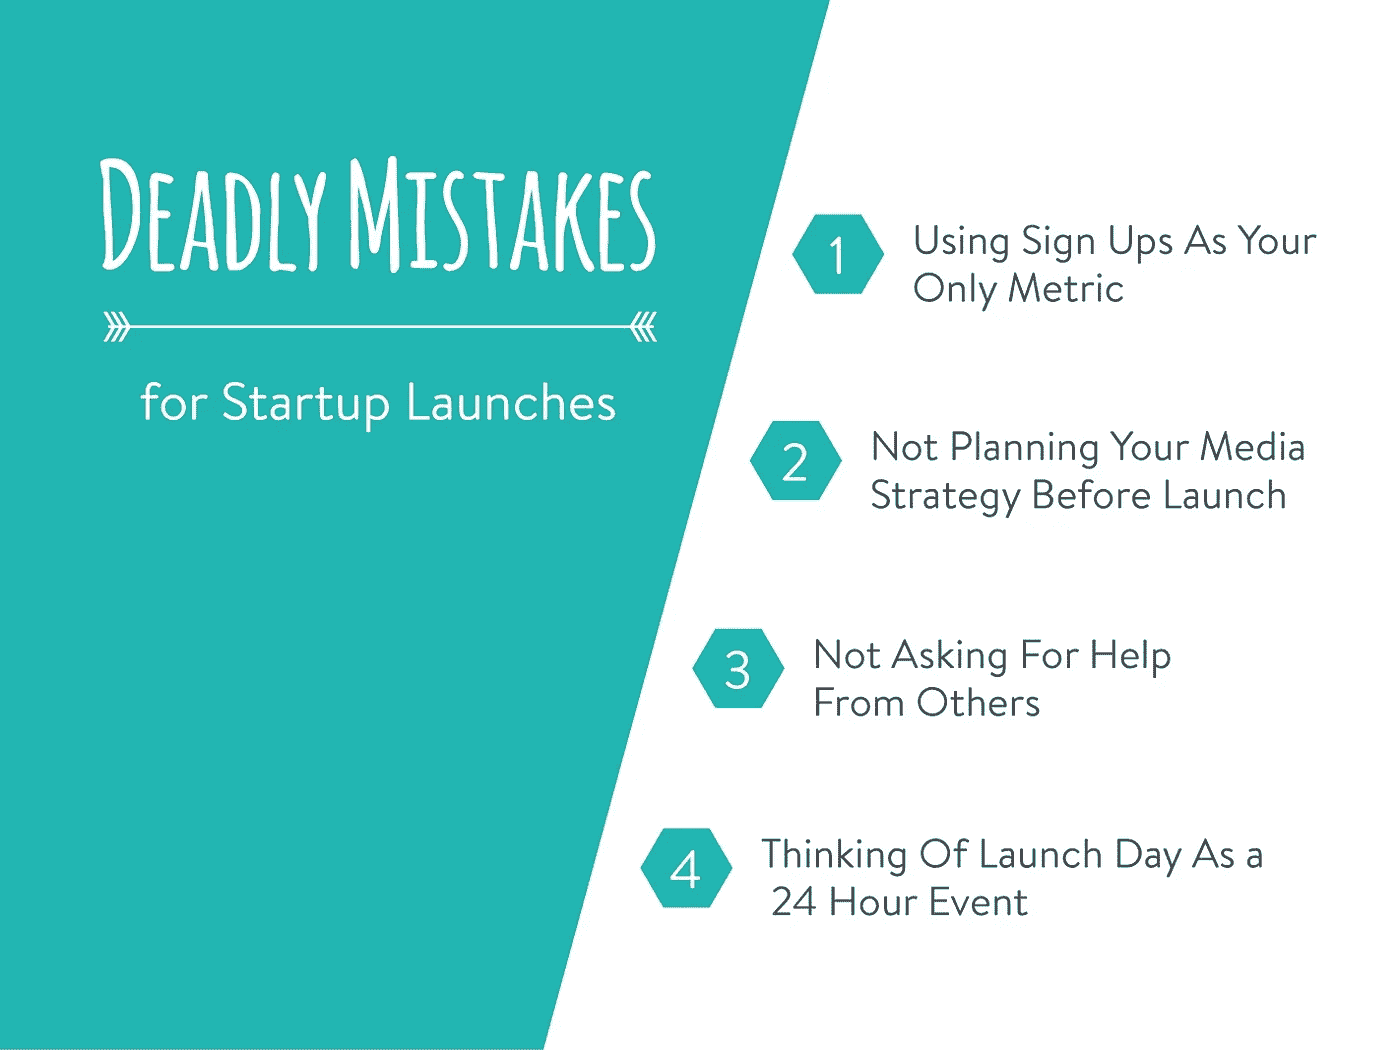 DEADLY MISTAKES
for Startup Launches
1
Using Sign Ups As Your
Only Metric
2
Not Planning Your Media
Strategy Before Launch
3
Not Asking For Help
From Others
4
Thinking Of Launch Day As a
24 Hour Event